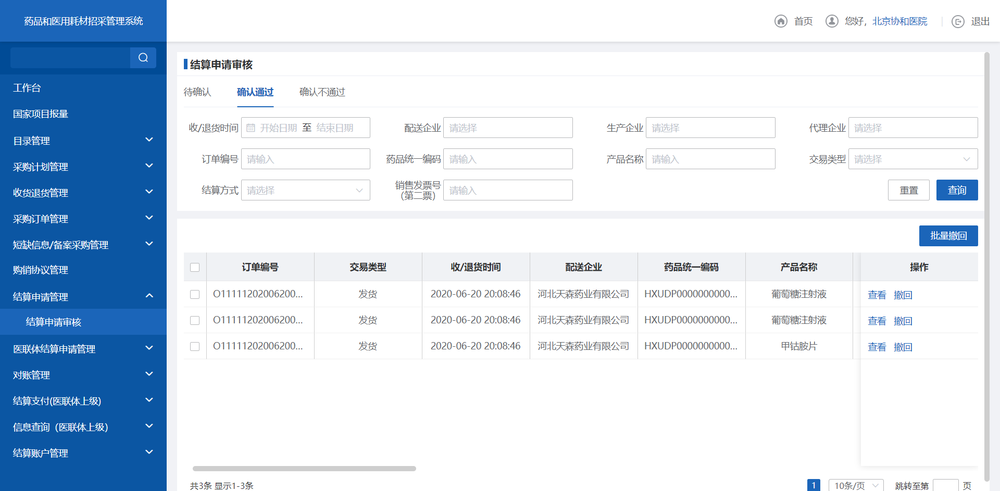 药品和医用耗材招采管理系统
首页 您好，北京协和医院 退出
工作台
国家项目报量
目录管理
采购计划管理
收货退货管理
采购订单管理
短缺信息/备案采购管理
购销协议管理
结算申请管理
结算申请审核
医联体结算申请管理
对账管理
结算支付(医联体上级)
信息查询（医联体上级）
结算账户管理
结算申请审核
待确认 确认通过 确认不通过
收/退货时间 开始日期 至 结束日期 配送企业 请选择 生产企业 请选择 代理企业 请选择
订单编号 请输入 药品统一编码 请输入 产品名称 请输入 交易类型 请选择
结算方式 请选择 销售发票号 请输入 重置 查询
（第二票）
批量撤回
订单编号 交易类型 收/退货时间 配送企业 药品统一编码 产品名称 操作
O11111202006200... 发货 2020-06-20 20:08:46 河北天森药业有限公司 HXUDP0000000000... 葡萄糖注射液 查看 撤回
O11111202006200... 发货 2020-06-20 20:08:46 河北天森药业有限公司 HXUDP0000000000... 葡萄糖注射液 查看 撤回
O11111202006200... 发货 2020-06-20 20:08:46 河北天森药业有限公司 HXUDP0000000000... 甲钴胺片 查看 撤回
共3条 显示1-3条 1 10条/页 跳转至第 页